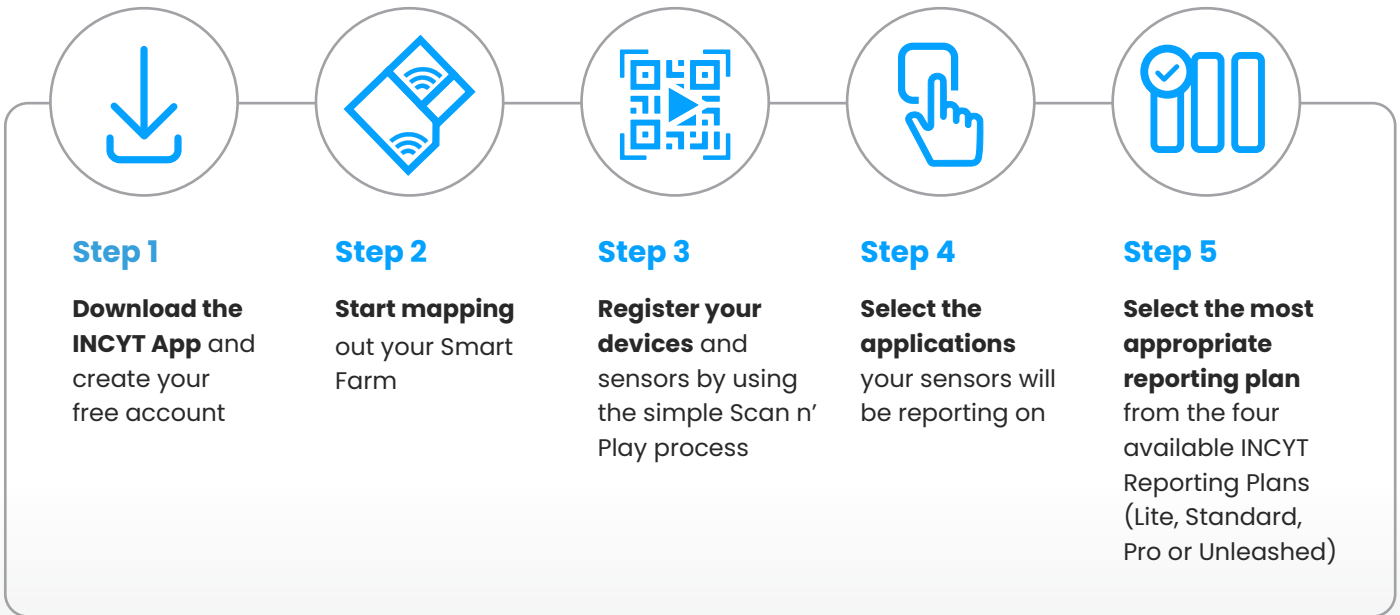 Step 1
Download the
INCYT App and
create your
free account
Step 2
Start mapping
out your Smart
Farm
Step 3
Register your
devices and
sensors by using
the simple Scan n’
Play process
Step 4
Select the
applications
your sensors will
be reporting on
Step 5
Select the most
appropriate
reporting plan
from the four
available INCYT
Reporting Plans
(Lite, Standard,
Pro or Unleashed)